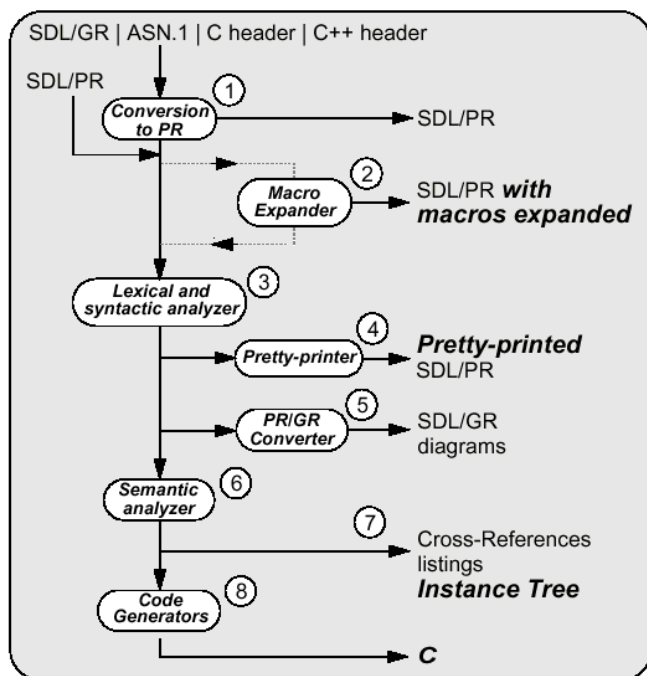 SDL/GR | ASN.1 | C header | C++ header
SDL/PR
1
Conversion
to PR
SDL/PR
2
Macro
Expander
SDL/PR with
macros expanded
3
Lexical and
syntactic analyzer
4
Pretty-printer
Pretty-printed
SDL/PR
5
PR/GR
Converter
SDL/GR
diagrams
6
Semantic
analyzer
7
Cross-References
listings
Instance Tree
8
Code
Generators
C